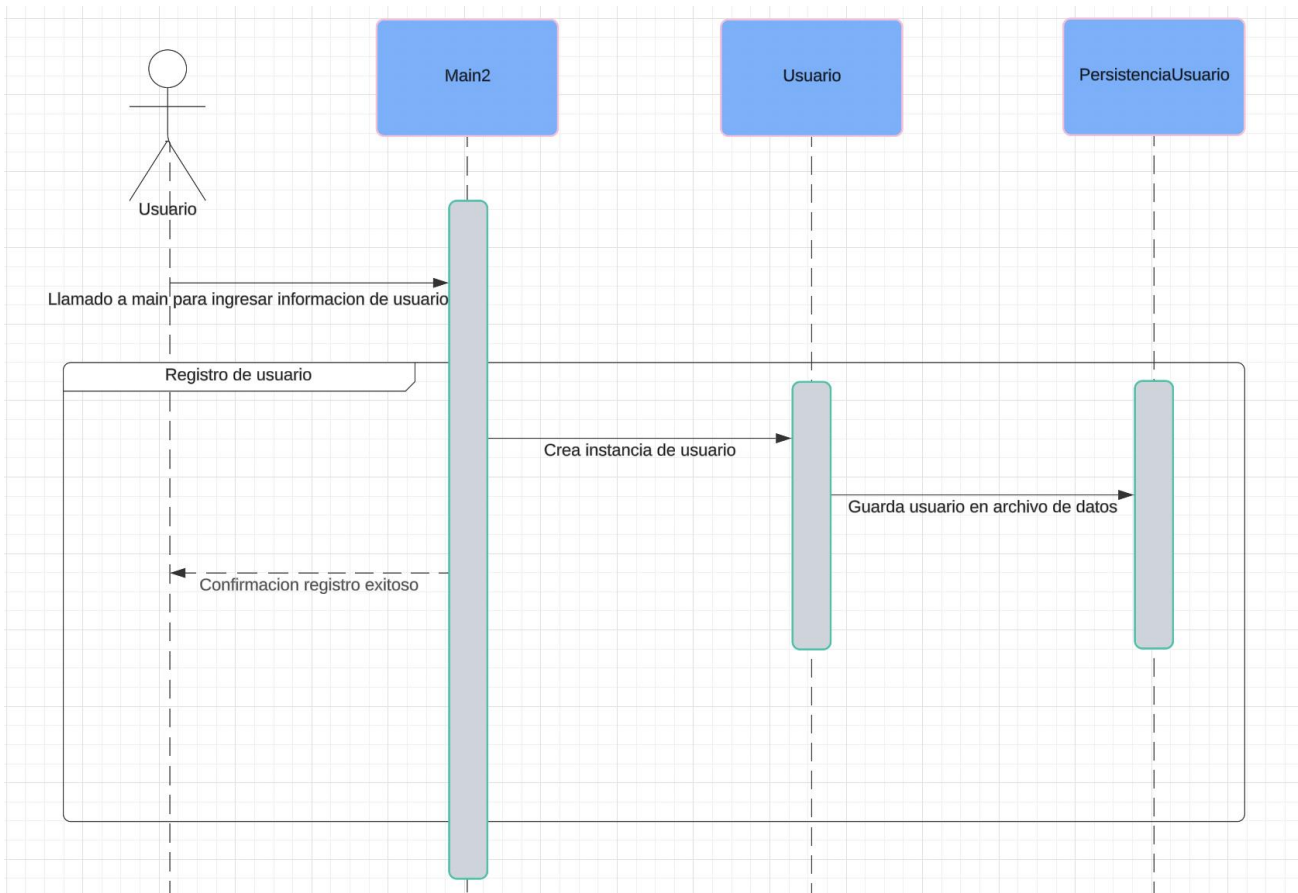 Main2
Usuario
PersistenciaUsuario
Usuario
Llamado a main para ingresar informacion de usuario
Registro de usuario
Crea instancia de usuario
Guarda usuario en archivo de datos
Confirmacion registro exitoso